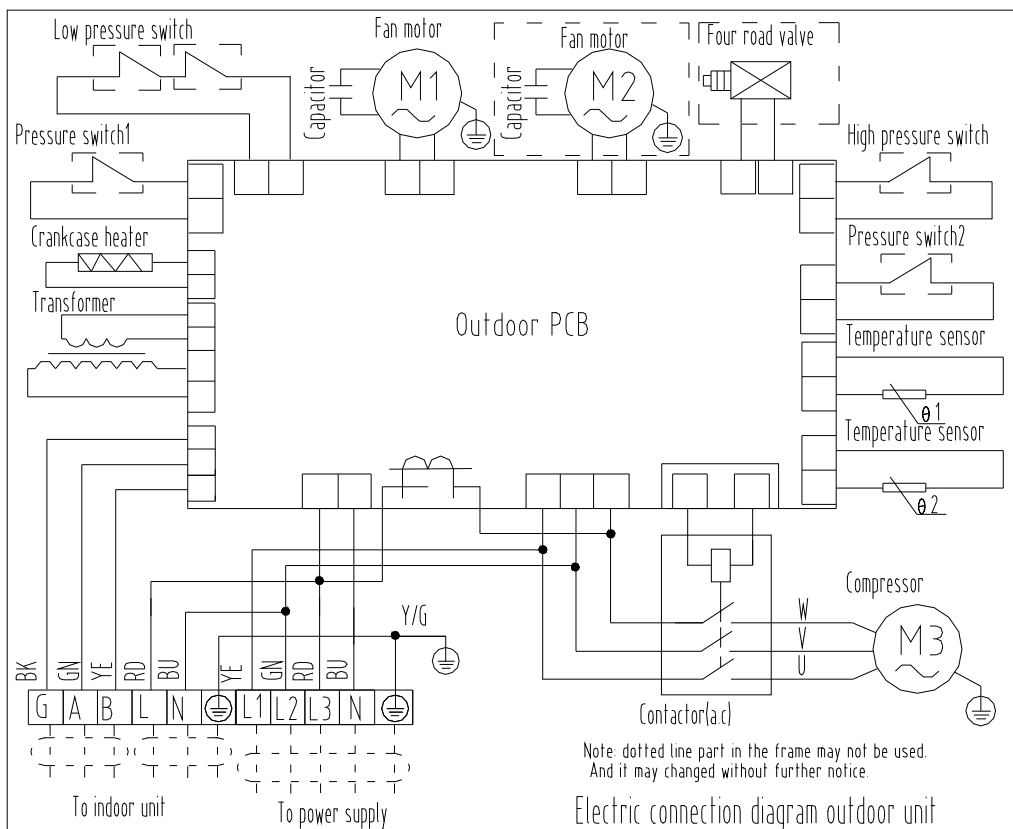 Low pressure switch
Fan motor
Fan motor
Four road valve
Capacitor
M1
Capacitor
M2
Pressure switch1
High pressure switch
Crankcase heater
Pressure switch2
Transformer
Outdoor PCB
Temperature sensor
θ1
Temperature sensor
θ2
Y/G
Compressor
W
V
U
M3
BK
GN
YE
RD
BU
YE
GN
RD
BU
G
A
B
L
N
L1
L2
L3
N
Contactor(a.c)
Note: dotted line part in the frame may not be used.
And it may changed without further notice.
To indoor unit
To power supply
Electric connection diagram outdoor unit